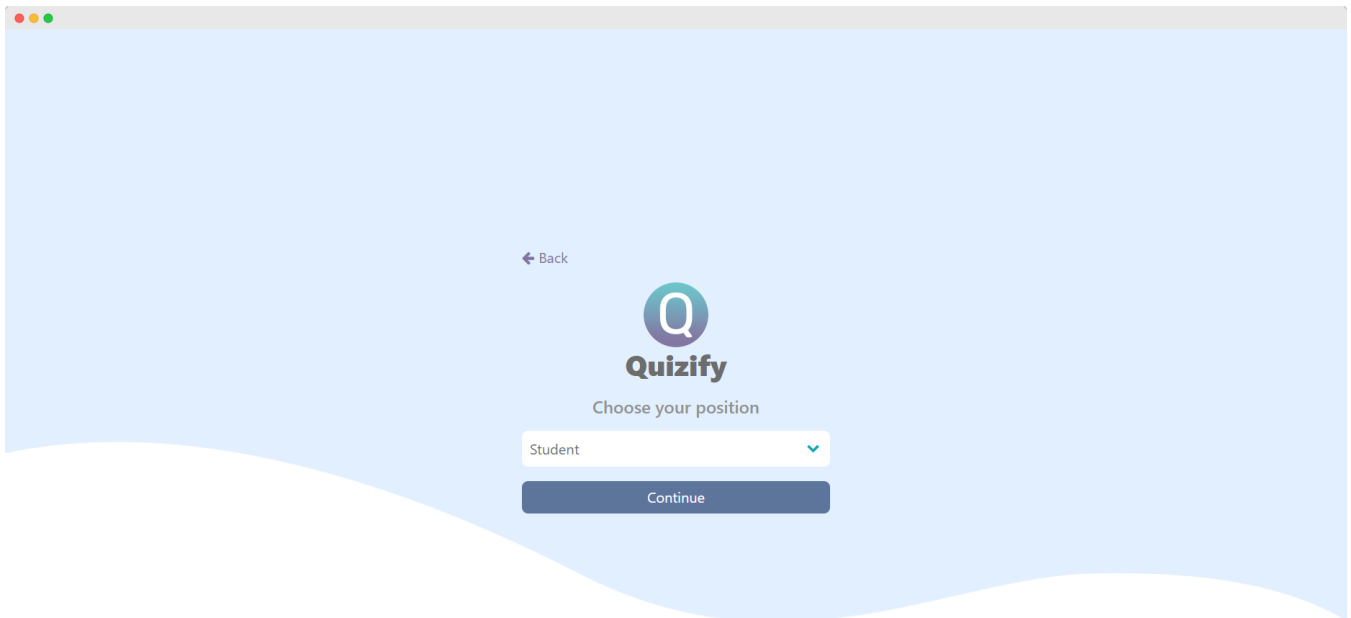 Back
Q
Quizify
Choose your position
Student
Continue